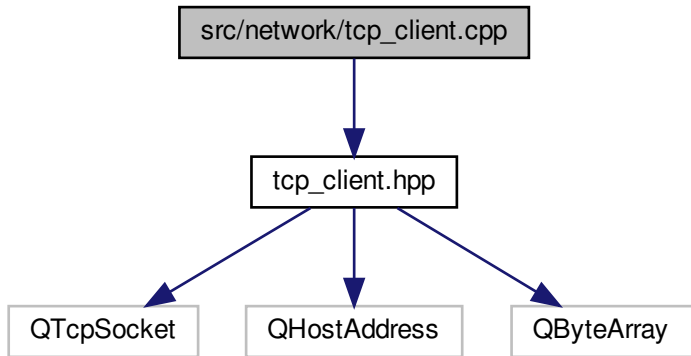 src/network/tcp_client.cpp
tcp_client.hpp
QTcpSocket
QHostAddress
QByteArray